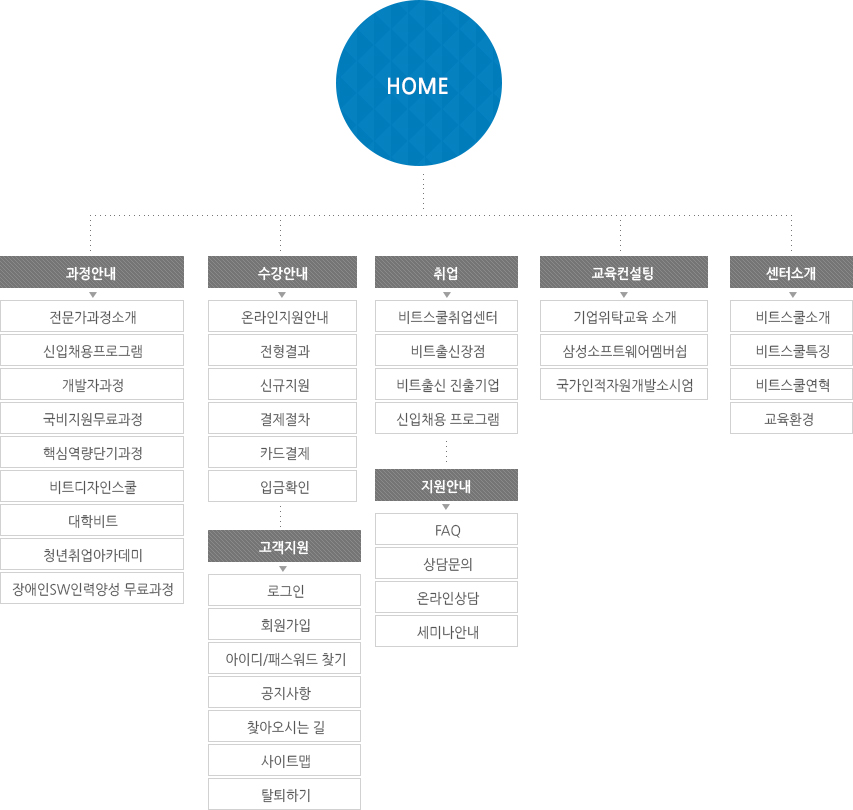 HOME
과정안내
전문가과정소개
신입채용프로그램
개발자과정
국비지원무료과정
핵심역량단기과정
비트디자인스쿨
대학비트
청년취업아카데미
장애인SW인력양성 무료과정
수강안내
온라인지원안내
전형결과
신규지원
결제절차
카드결제
입금확인
고객지원
로그인
회원가입
아이디/패스워드 찾기
공지사항
찾아오시는 길
사이트맵
탈퇴하기
취업
비트스쿨취업센터
비트출신장점
비트출신 진출기업
신입채용 프로그램
지원안내
FAQ
상담문의
온라인상담
세미나안내
교육컨설팅
기업위탁교육 소개
삼성소프트웨어멤버쉽
국가인적자원개발소시엄
센터소개
비트스쿨소개
비트스쿨특징
비트스쿨연혁
교육환경